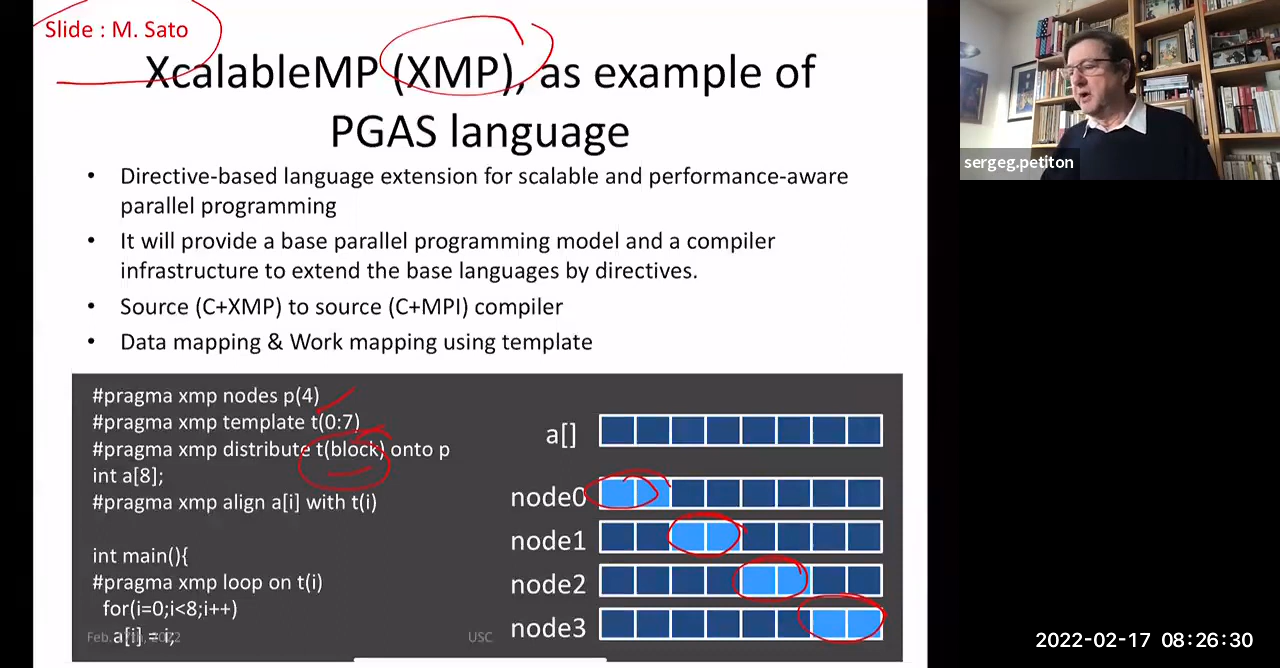 Slide : M. Sato
XcalableMP (XMP), as example of
PGAS language
• Directive-based language extension for scalable and performance-aware
parallel programming
• It will provide a base parallel programming model and a compiler
infrastructure to extend the base languages by directives.
• Source (C+XMP) to source (C+MPI) compiler
• Data mapping & Work mapping using template
#pragma xmp nodes p(4)
#pragma xmp template t(0:7)
#pragma xmp distribute t(block) onto p
int a[8];
#pragma xmp align a[i] with t(i)
int main(){
#pragma xmp loop on t(i)
for(i=0;i<8;i++)
a[i] = i;
a[]
node0
node1
node2
node3
Feb.
USC
sergeg.petiton
2022-02-17 08:26:30